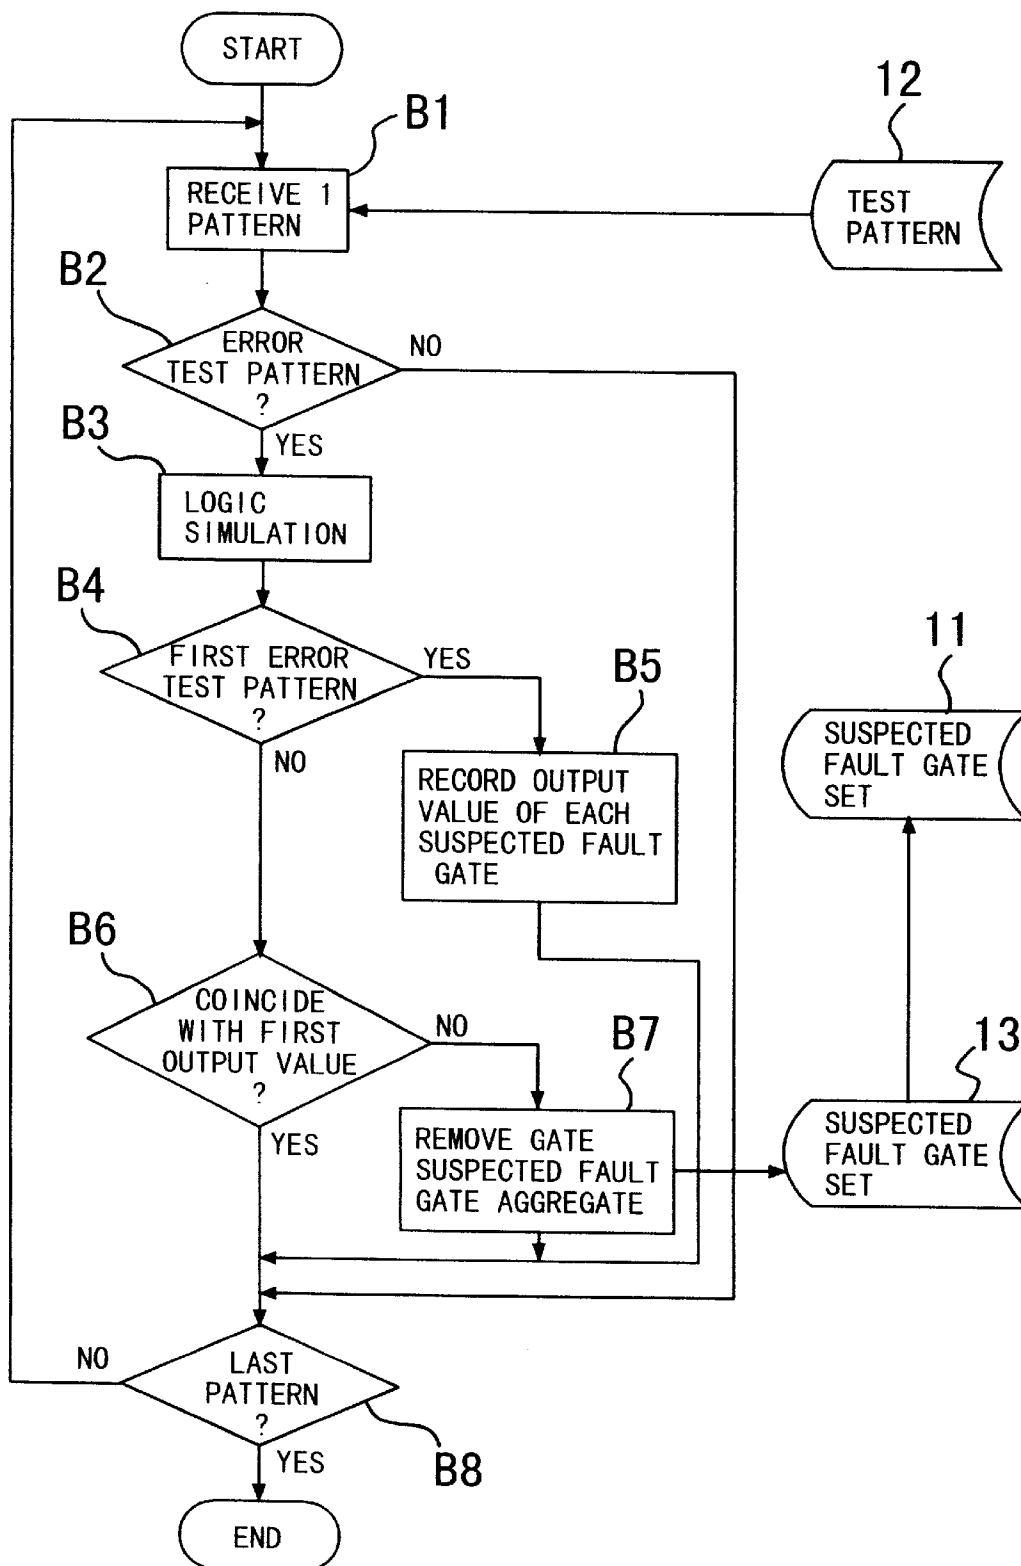 START
12
B1
RECEIVE 1
PATTERN
TEST
PATTERN
B2
ERROR
TEST PATTERN
?
NO
YES
B3
LOGIC
SIMULATION
B4
FIRST ERROR
TEST PATTERN
?
YES
NO
B5
RECORD OUTPUT
VALUE OF EACH
SUSPECTED FAULT
GATE
11
SUSPECTED
FAULT GATE
SET
B6
COINCIDE
WITH FIRST
OUTPUT VALUE
?
NO
YES
B7
REMOVE GATE
SUSPECTED FAULT
GATE AGGREGATE
13
SUSPECTED
FAULT GATE
SET
NO
LAST
PATTERN
?
YES
B8
END